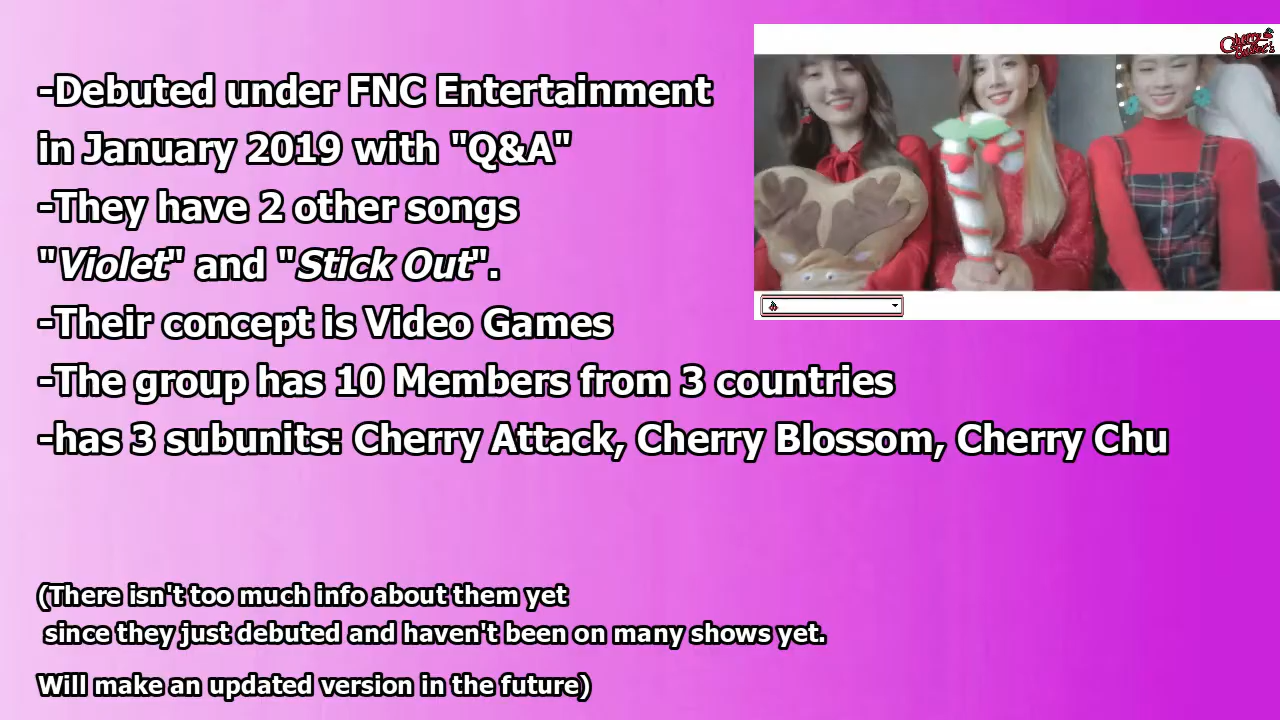 -Debuted under FNC Entertainment
in January 2019 with "Q&A"
-They have 2 other songs
"Violet" and "Stick Out".
-Their concept is Video Games
-The group has 10 Members from 3 countries
-has 3 subunits: Cherry Attack, Cherry Blossom, Cherry Chu
(There isn't too much info about them yet
since they just debuted and haven't been on many shows yet.
Will make an updated version in the future)
Cherry Bullet's